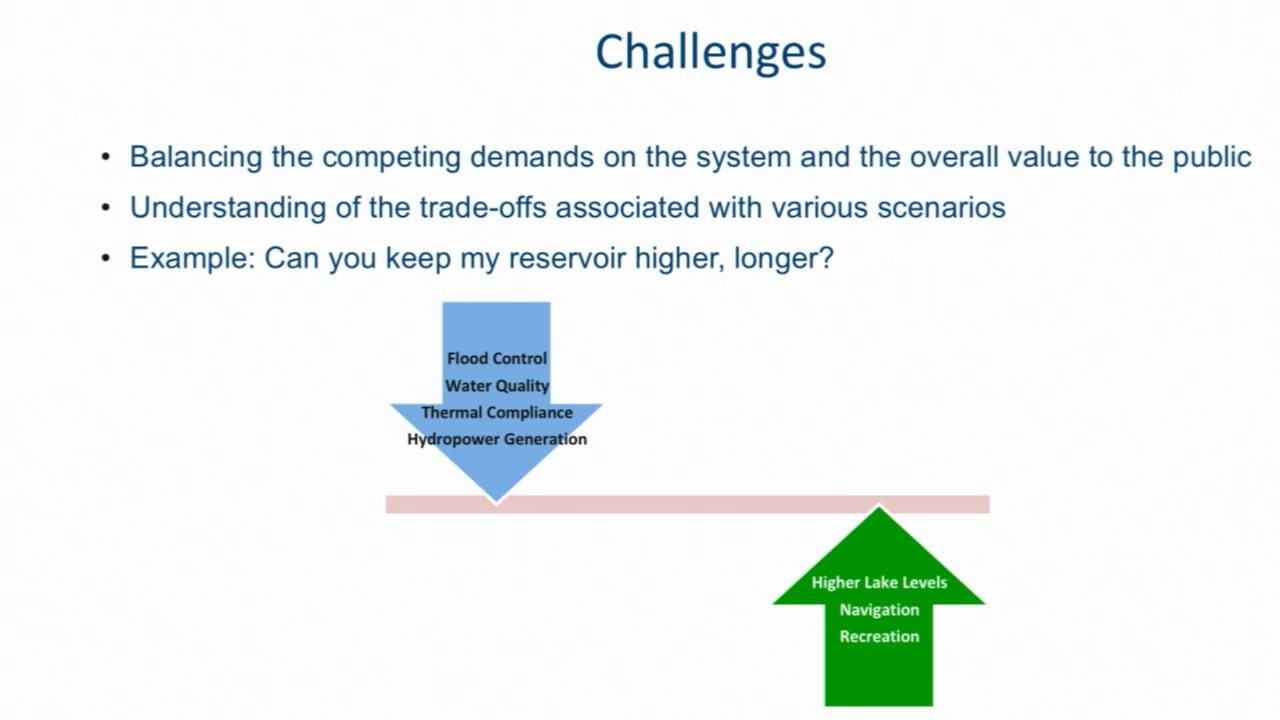 Challenges
• Balancing the competing demands on the system and the overall value to the public
• Understanding of the trade-offs associated with various scenarios
• Example: Can you keep my reservoir higher, longer?
Flood Control
Water Quality
Thermal Compliance
Hydropower Generation
Higher Lake Levels
Navigation
Recreation